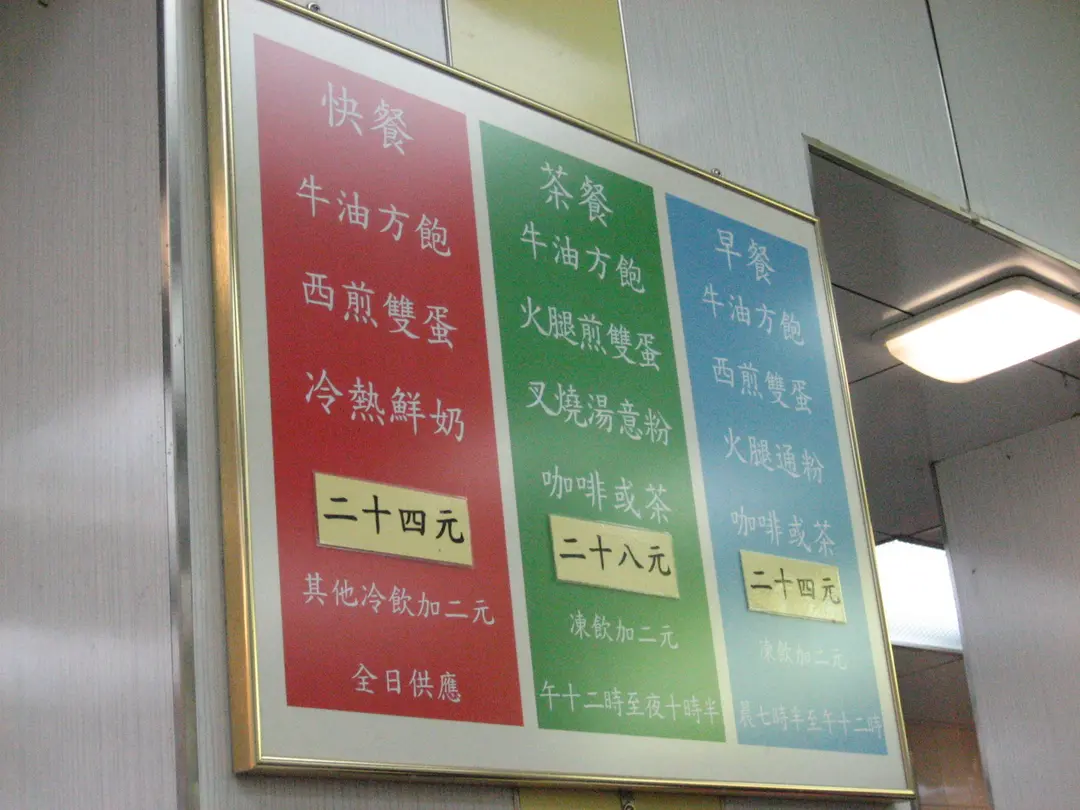 快餐
牛油方飽
西煎雙蛋
冷熱鮮奶
二十四元
其他冷飲加二元
全日供應
茶餐
牛油方飽
火腿煎雙蛋
叉燒湯意粉
咖啡或茶
二十八元
凍飲加二元
午十二時至夜十時半
早餐
牛油方飽
西煎雙蛋
火腿通粉
咖啡或茶
二十四元
凍飲加二元
晨七時半至午十二時